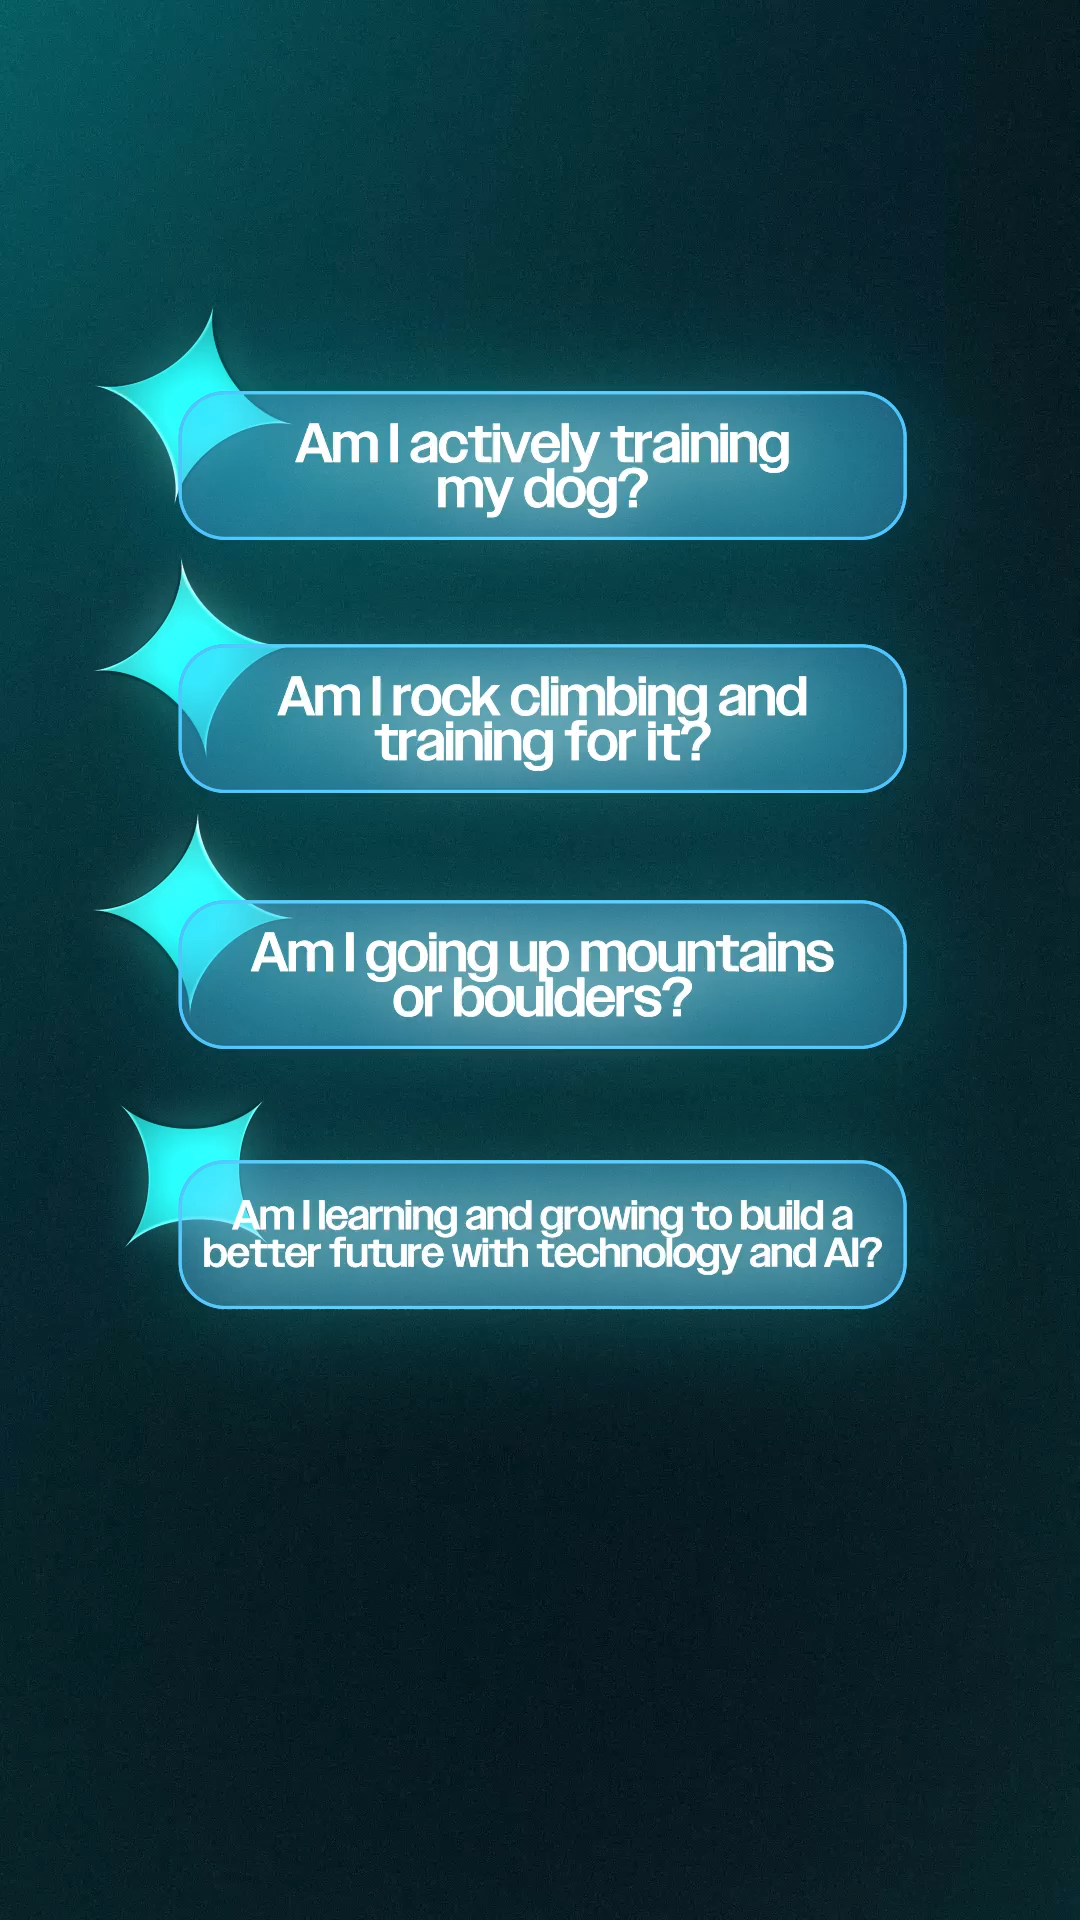 Am I actively training
my dog?
Am I rock climbing and
training for it?
Am I going up mountains
or boulders?
Am I learning and growing to build a
better future with technology and AI?